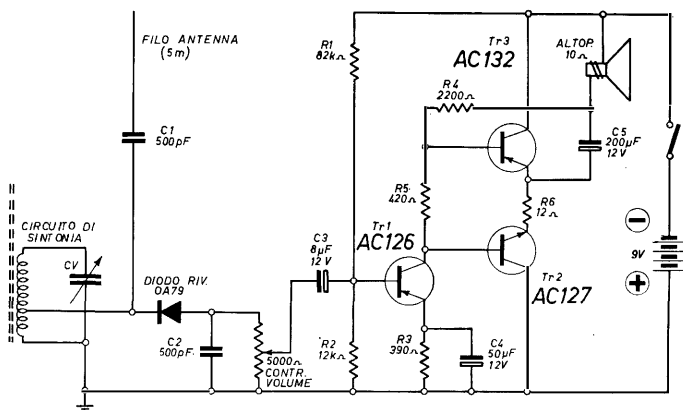 FILO ANTENNA
(5m)
C1
500pF
CIRCUITO DI
SINTONIA
CV
DIODO RIV.
OA79
C2
500pF
5000Ω
CONTR.
VOLUME
C3
8µF
12V
R1
82kΩ
R2
12kΩ
Tr1
AC126
R3
390Ω
C4
50µF
12V
R4
2200Ω
R5
420Ω
Tr3
AC132
R6
12Ω
Tr2
AC127
ALTOP.
10Ω
C5
200µF
12V
−
9V
+